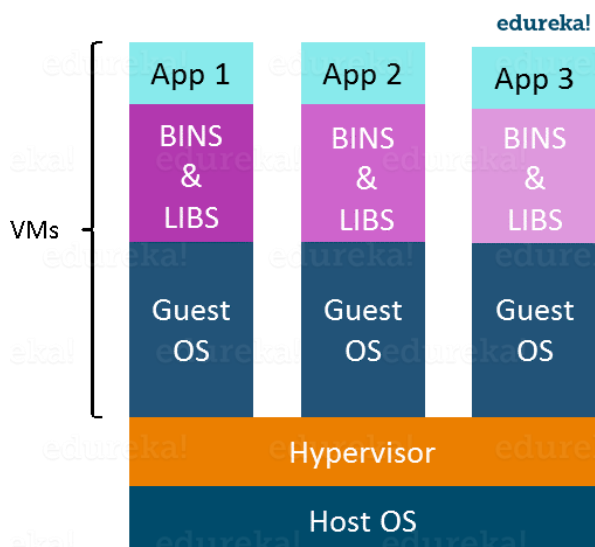 edureka!
App 1
App 2
App 3
BINS
&
LIBS
BINS
&
LIBS
BINS
&
LIBS
VMs
Guest
OS
Guest
OS
Guest
OS
Hypervisor
Host OS